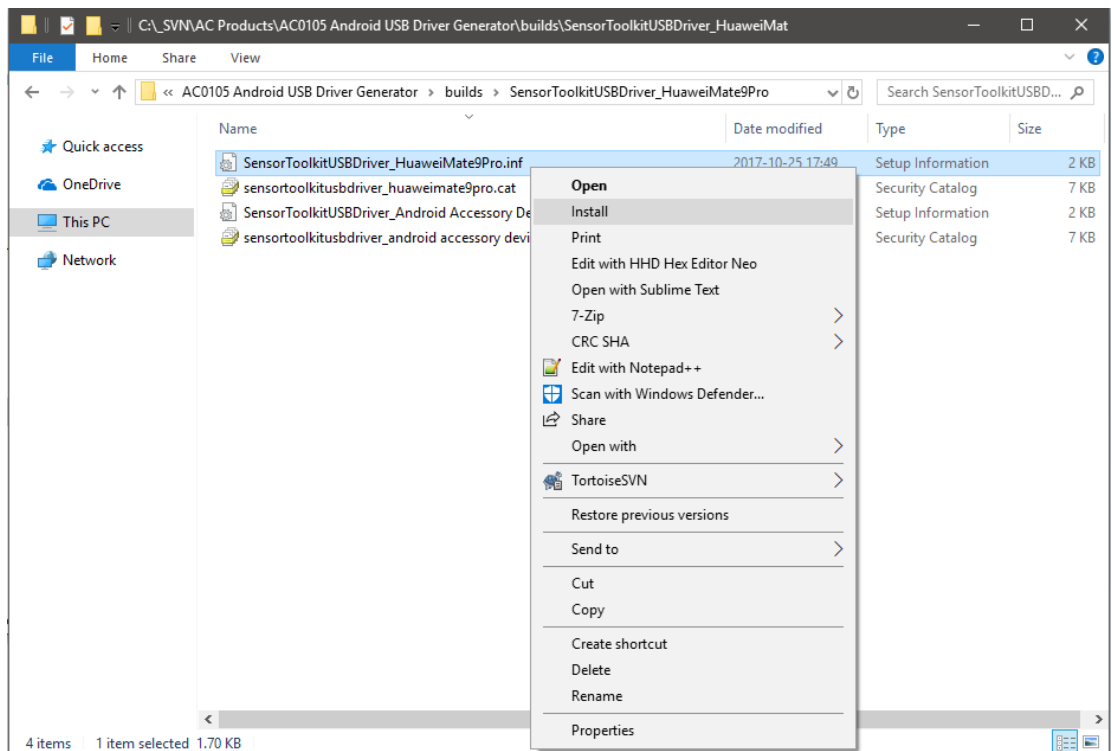 C:\_SVN\AC Products\AC0105 Android USB Driver Generator\builds\SensorToolkitUSBDriver_HuaweiMat
File Home Share View
« AC0105 Android USB Driver Generator > builds > SensorToolkitUSBDriver_HuaweiMate9Pro
Search SensorToolkitUSBD...
Quick access
OneDrive
This PC
Network
Name Date modified Type Size
SensorToolkitUSBDriver_HuaweiMate9Pro.inf 2017-10-25 17:49 Setup Information 2 KB
sensortoolkitusbdriver_huaweimate9pro.cat Security Catalog 7 KB
SensorToolkitUSBDriver_Android Accessory De Setup Information 2 KB
sensortoolkitusbdriver_android accessory devi Security Catalog 7 KB
Open
Install
Print
Edit with HHD Hex Editor Neo
Open with Sublime Text
7-Zip
CRC SHA
Edit with Notepad++
Scan with Windows Defender...
Share
Open with
TortoiseSVN
Restore previous versions
Send to
Cut
Copy
Create shortcut
Delete
Rename
Properties
4 items 1 item selected 1.70 KB